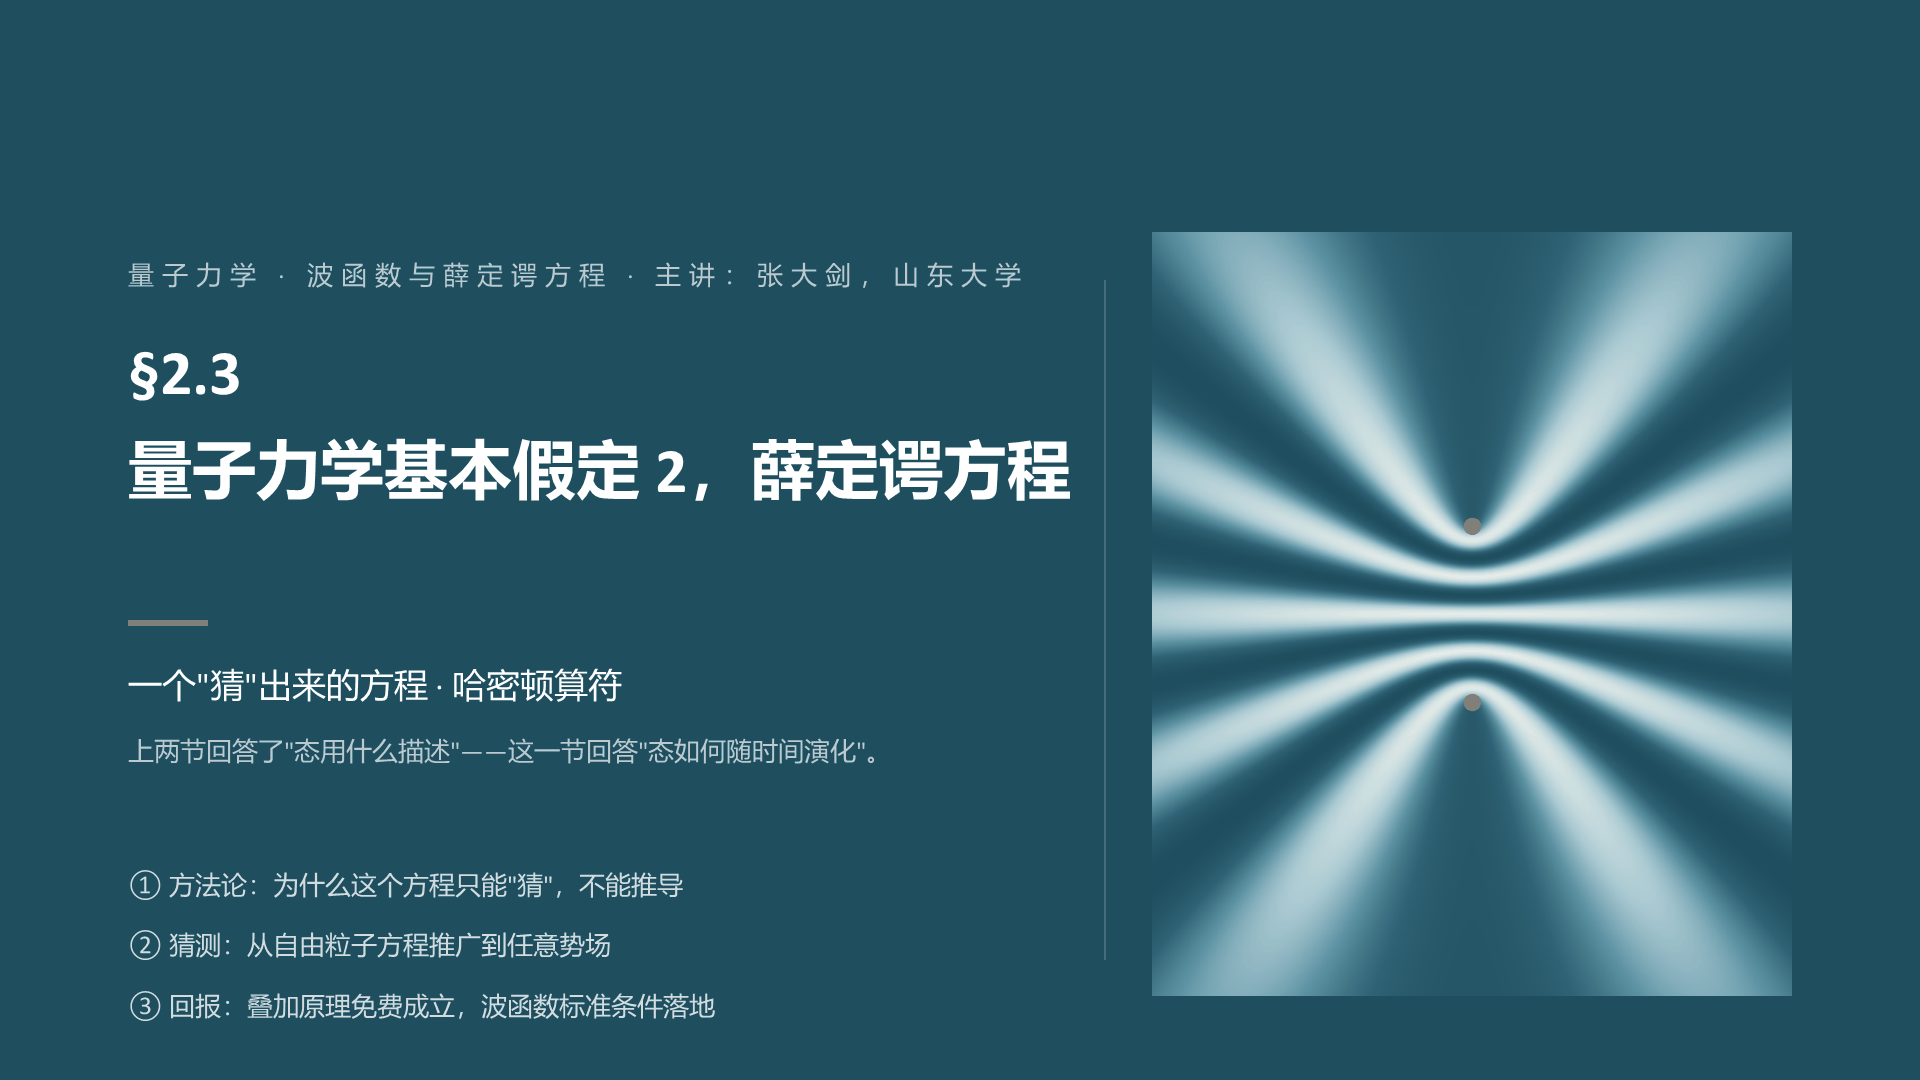 量子力学 · 波函数与薛定谔方程 · 主讲：张大剑，山东大学
§2.3
量子力学基本假定 2，薛定谔方程
一个"猜"出来的方程 · 哈密顿算符
上两节回答了"态用什么描述"——这一节回答"态如何随时间演化"。
① 方法论：为什么这个方程只能"猜"，不能推导
② 猜测：从自由粒子方程推广到任意势场
③ 回报：叠加原理免费成立，波函数标准条件落地